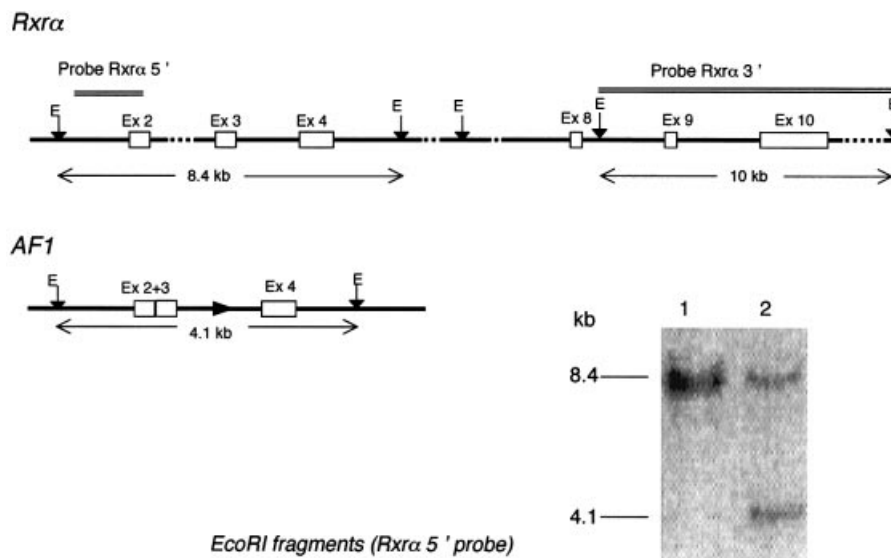 Rxrα
Probe Rxrα 5 '
Probe Rxrα 3 '
E
Ex 2
Ex 3
Ex 4
E
E
Ex 8
E
Ex 9
Ex 10
E
8.4 kb
10 kb
AF1
E
Ex 2+3
Ex 4
E
4.1 kb
kb
1
2
8.4
4.1
EcoRI fragments (Rxrα 5 ' probe)